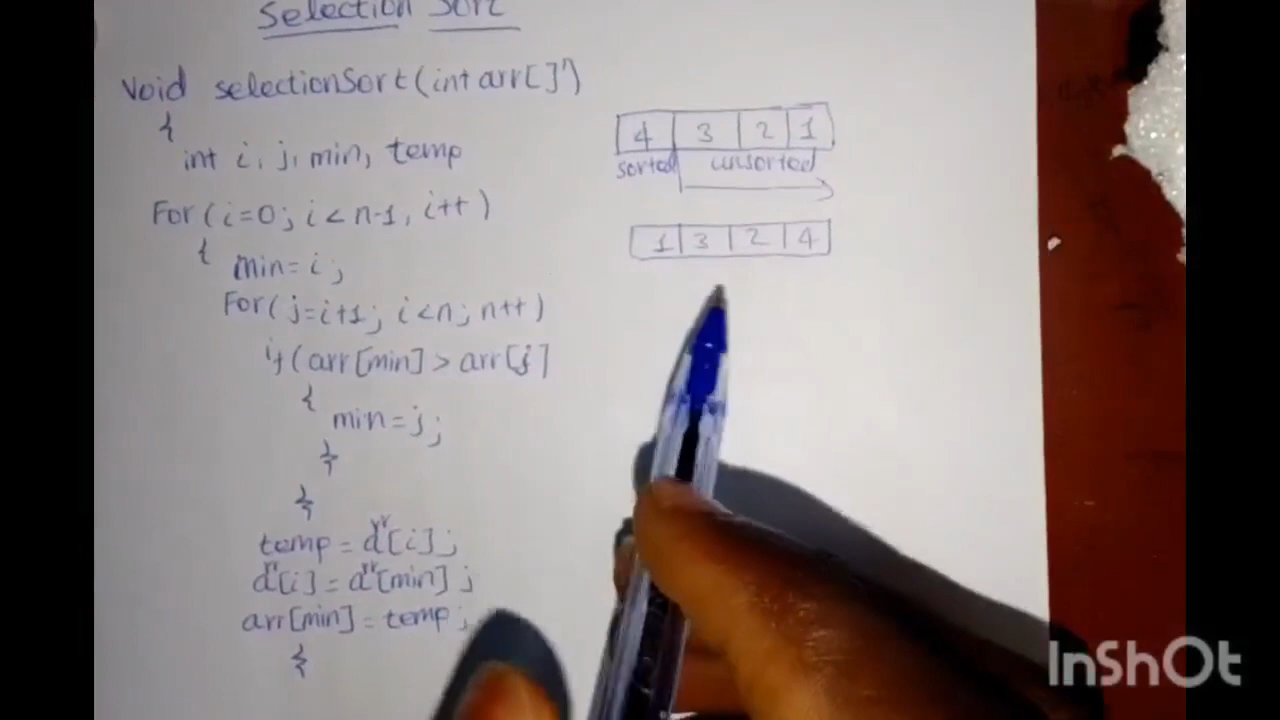 Selection Sort
Void selectionSort(int arr[]')
{
int i, j, min, temp
For(i=0; i<n-1, i++)
{ min=i;
For(j=i+1; i<n; n++)
if(arr[min]>arr[j]
{
min=j;
}
}
temp=arr[i];
arr[i]=arr[min];
arr[min]=temp;
}
4 3 2 1
sorted unsorted
1 3 2 4
InShOt